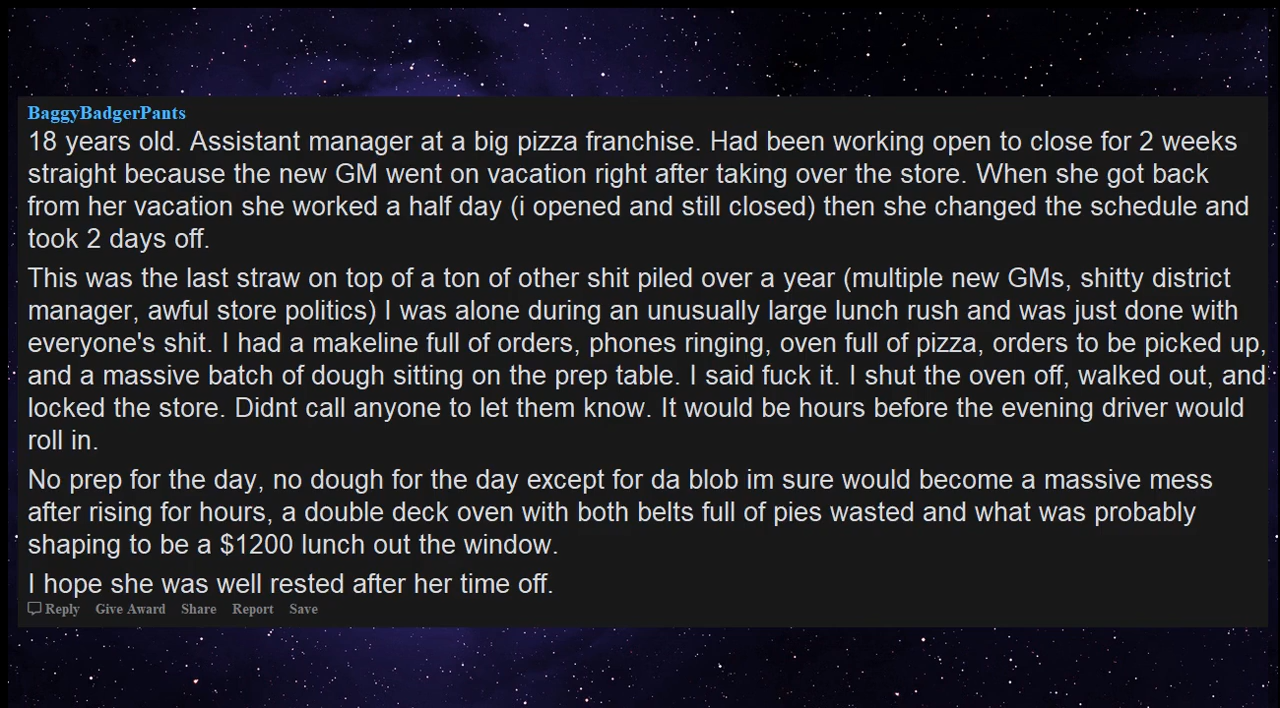 BaggyBadgerPants
18 years old. Assistant manager at a big pizza franchise. Had been working open to close for 2 weeks
straight because the new GM went on vacation right after taking over the store. When she got back
from her vacation she worked a half day (i opened and still closed) then she changed the schedule and
took 2 days off.
This was the last straw on top of a ton of other shit piled over a year (multiple new GMs, shitty district
manager, awful store politics) I was alone during an unusually large lunch rush and was just done with
everyone's shit. I had a makeline full of orders, phones ringing, oven full of pizza, orders to be picked up,
and a massive batch of dough sitting on the prep table. I said fuck it. I shut the oven off, walked out, and
locked the store. Didnt call anyone to let them know. It would be hours before the evening driver would
roll in.
No prep for the day, no dough for the day except for da blob im sure would become a massive mess
after rising for hours, a double deck oven with both belts full of pies wasted and what was probably
shaping to be a $1200 lunch out the window.
I hope she was well rested after her time off.
Reply Give Award Share Report Save